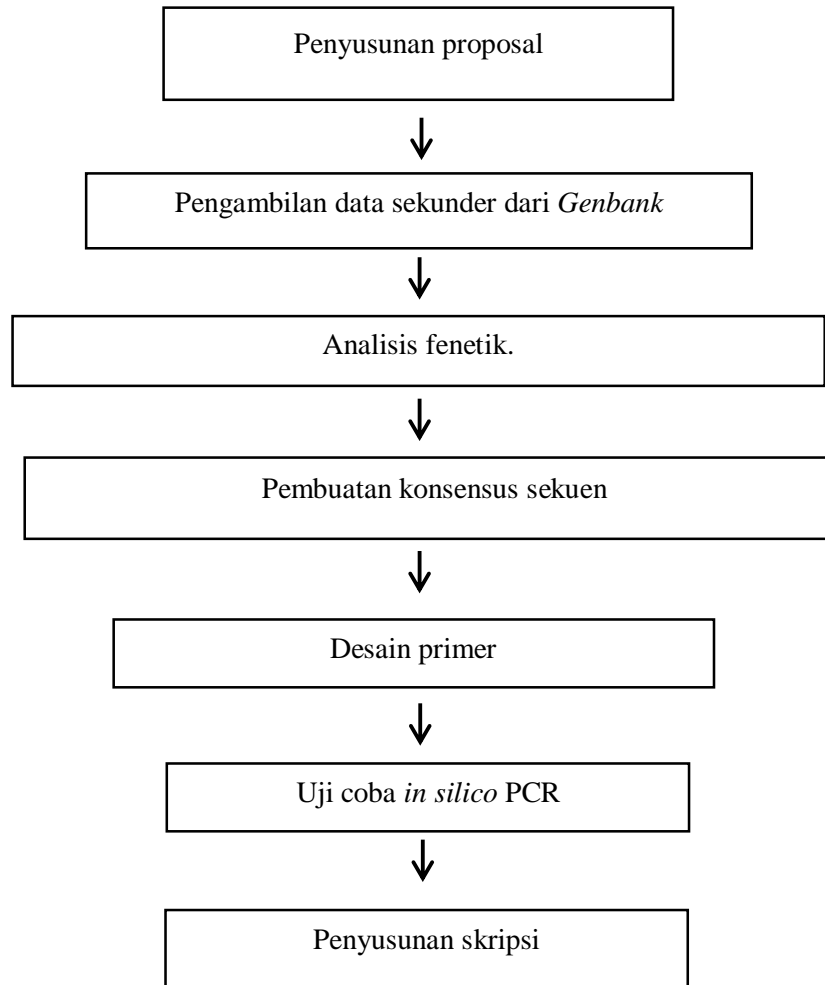 Penyusunan proposal
Pengambilan data sekunder dari Genbank
Analisis fenetik.
Pembuatan konsensus sekuen
Desain primer
Uji coba in silico PCR
Penyusunan skripsi